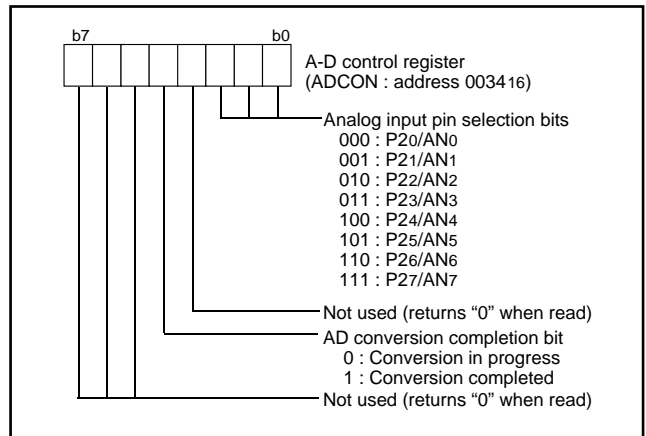 b7 b0
A-D control register
(ADCON : address 003416)
Analog input pin selection bits
000 : P20/AN0
001 : P21/AN1
010 : P22/AN2
011 : P23/AN3
100 : P24/AN4
101 : P25/AN5
110 : P26/AN6
111 : P27/AN7
Not used (returns “0” when read)
AD conversion completion bit
0 : Conversion in progress
1 : Conversion completed
Not used (returns “0” when read)